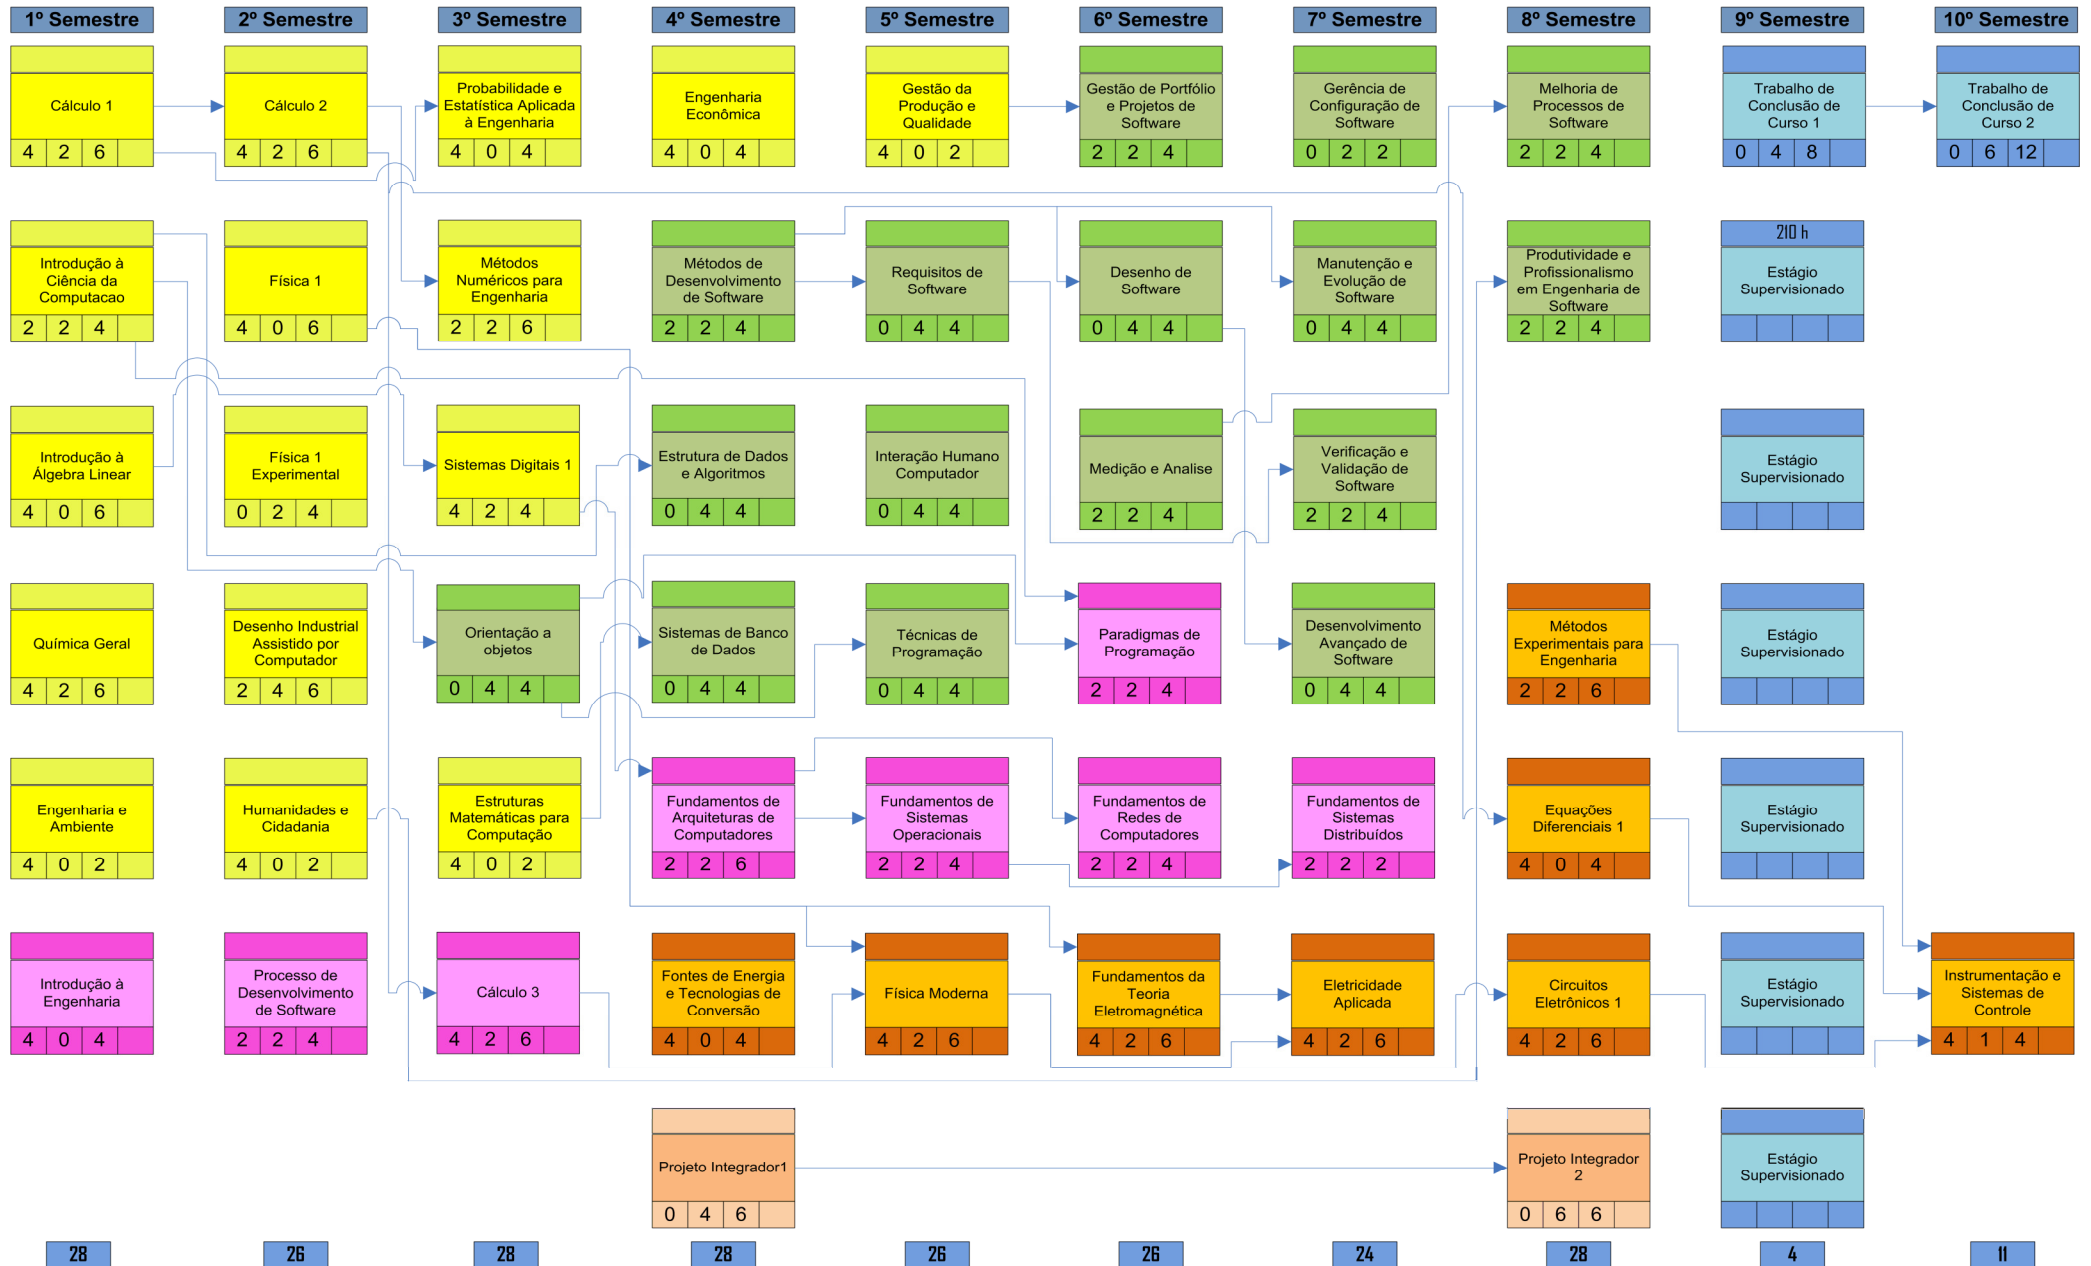 1º Semestre
2º Semestre
3º Semestre
4º Semestre
5º Semestre
6º Semestre
7º Semestre
8º Semestre
9º Semestre
10º Semestre
Cálculo 1
4 2 6
Cálculo 2
4 2 6
Probabilidade e
Estatística Aplicada
à Engenharia
4 0 4
Engenharia
Econômica
4 0 4
Gestão da
Produção e
Qualidade
4 0 2
Gestão de Portfólio
e Projetos de
Software
2 2 4
Gerência de
Configuração de
Software
0 2 2
Melhoria de
Processos de
Software
2 2 4
Trabalho de
Conclusão de
Curso 1
0 4 8
Trabalho de
Conclusão de
Curso 2
0 6 12
Introdução à
Ciência da
Computacao
2 2 4
Física 1
4 0 6
Métodos
Numéricos para
Engenharia
2 2 6
Métodos de
Desenvolvimento
de Software
2 2 4
Requisitos de
Software
0 4 4
Desenho de
Software
0 4 4
Manutenção e
Evolução de
Software
0 4 4
Produtividade e
Profissionalismo
em Engenharia de
Software
2 2 4
210 h
Estágio
Supervisionado
Introdução à
Álgebra Linear
4 0 6
Física 1
Experimental
0 2 4
Sistemas Digitais 1
4 2 4
Estrutura de Dados
e Algoritmos
0 4 4
Interação Humano
Computador
0 4 4
Medição e Analise
2 2 4
Verificação e
Validação de
Software
2 2 4
Estágio
Supervisionado
Química Geral
4 2 6
Desenho Industrial
Assistido por
Computador
2 4 6
Orientação a
objetos
0 4 4
Sistemas de Banco
de Dados
0 4 4
Técnicas de
Programação
0 4 4
Paradigmas de
Programação
2 2 4
Desenvolvimento
Avançado de
Software
0 4 4
Métodos
Experimentais para
Engenharia
2 2 6
Estágio
Supervisionado
Engenharia e
Ambiente
4 0 2
Humanidades e
Cidadania
4 0 2
Estruturas
Matemáticas para
Computação
4 0 2
Fundamentos de
Arquiteturas de
Computadores
2 2 6
Fundamentos de
Sistemas
Operacionais
2 2 4
Fundamentos de
Redes de
Computadores
2 2 4
Fundamentos de
Sistemas
Distribuídos
2 2 2
Equações
Diferenciais 1
4 0 4
Estágio
Supervisionado
Introdução à
Engenharia
4 0 4
Processo de
Desenvolvimento
de Software
2 2 4
Cálculo 3
4 2 6
Fontes de Energia
e Tecnologias de
Conversão
4 0 4
Física Moderna
4 2 6
Fundamentos da
Teoria
Eletromagnética
4 2 6
Eletricidade
Aplicada
4 2 6
Circuitos
Eletrônicos 1
4 2 6
Estágio
Supervisionado
Instrumentação e
Sistemas de
Controle
4 1 4
Projeto Integrador1
0 4 6
Projeto Integrador
2
0 6 6
Estágio
Supervisionado
28
26
28
28
26
26
24
28
4
11